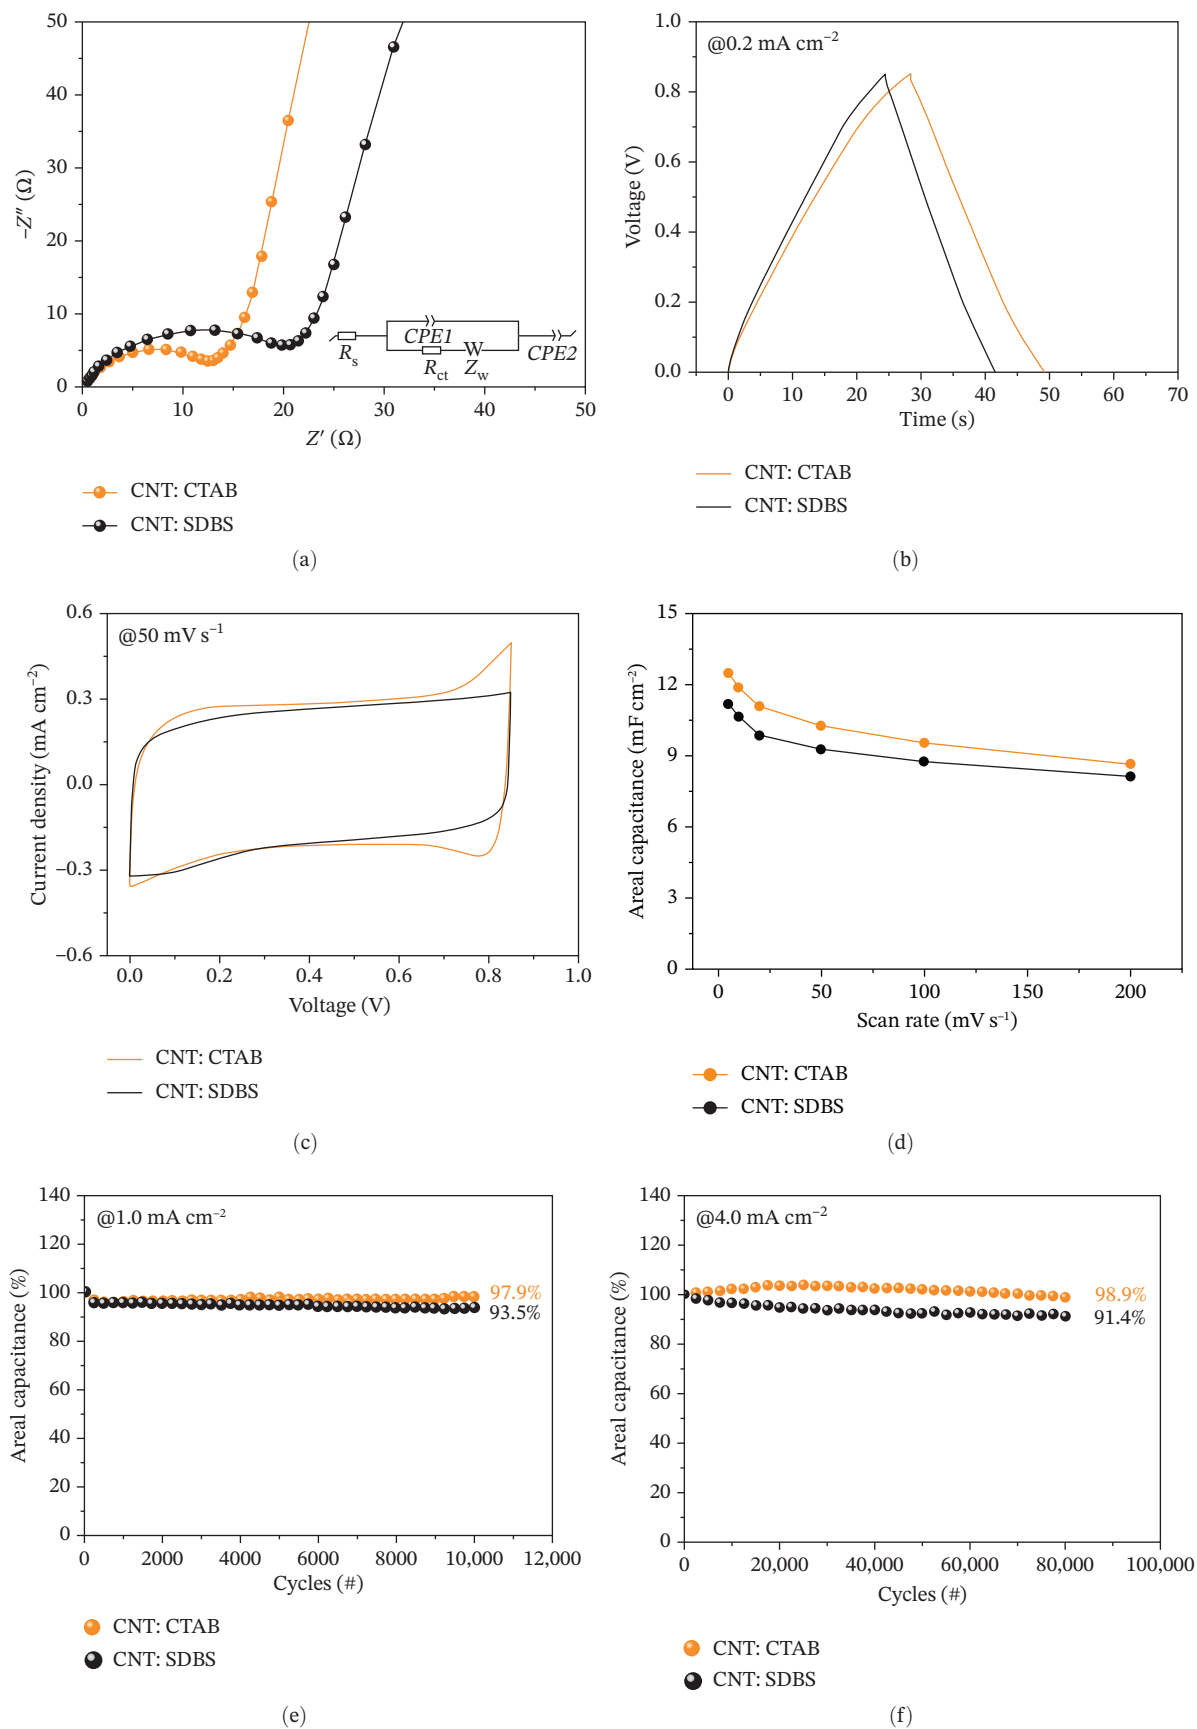 50
40
30
20
10
0
–Z″ (Ω)
0 10 20 30 40 50
Z′ (Ω)
R_s
CPE1
R_ct
W
Z_w
CPE2
CNT: CTAB
CNT: SDBS
(a)
@0.2 mA cm⁻²
1.0
0.8
0.6
0.4
0.2
0.0
Voltage (V)
0 10 20 30 40 50 60 70
Time (s)
CNT: CTAB
CNT: SDBS
(b)
@50 mV s⁻¹
0.6
0.3
0.0
–0.3
–0.6
Current density (mA cm⁻²)
0.0 0.2 0.4 0.6 0.8 1.0
Voltage (V)
CNT: CTAB
CNT: SDBS
(c)
15
12
9
6
3
0
Areal capacitance (mF cm⁻²)
0 50 100 150 200
Scan rate (mV s⁻¹)
CNT: CTAB
CNT: SDBS
(d)
@1.0 mA cm⁻²
140
120
100
80
60
40
20
0
Areal capacitance (%)
97.9%
93.5%
0 2000 4000 6000 8000 10,000 12,000
Cycles (#)
CNT: CTAB
CNT: SDBS
(e)
@4.0 mA cm⁻²
140
120
100
80
60
40
20
0
Areal capacitance (%)
98.9%
91.4%
0 20,000 40,000 60,000 80,000 100,000
Cycles (#)
CNT: CTAB
CNT: SDBS
(f)